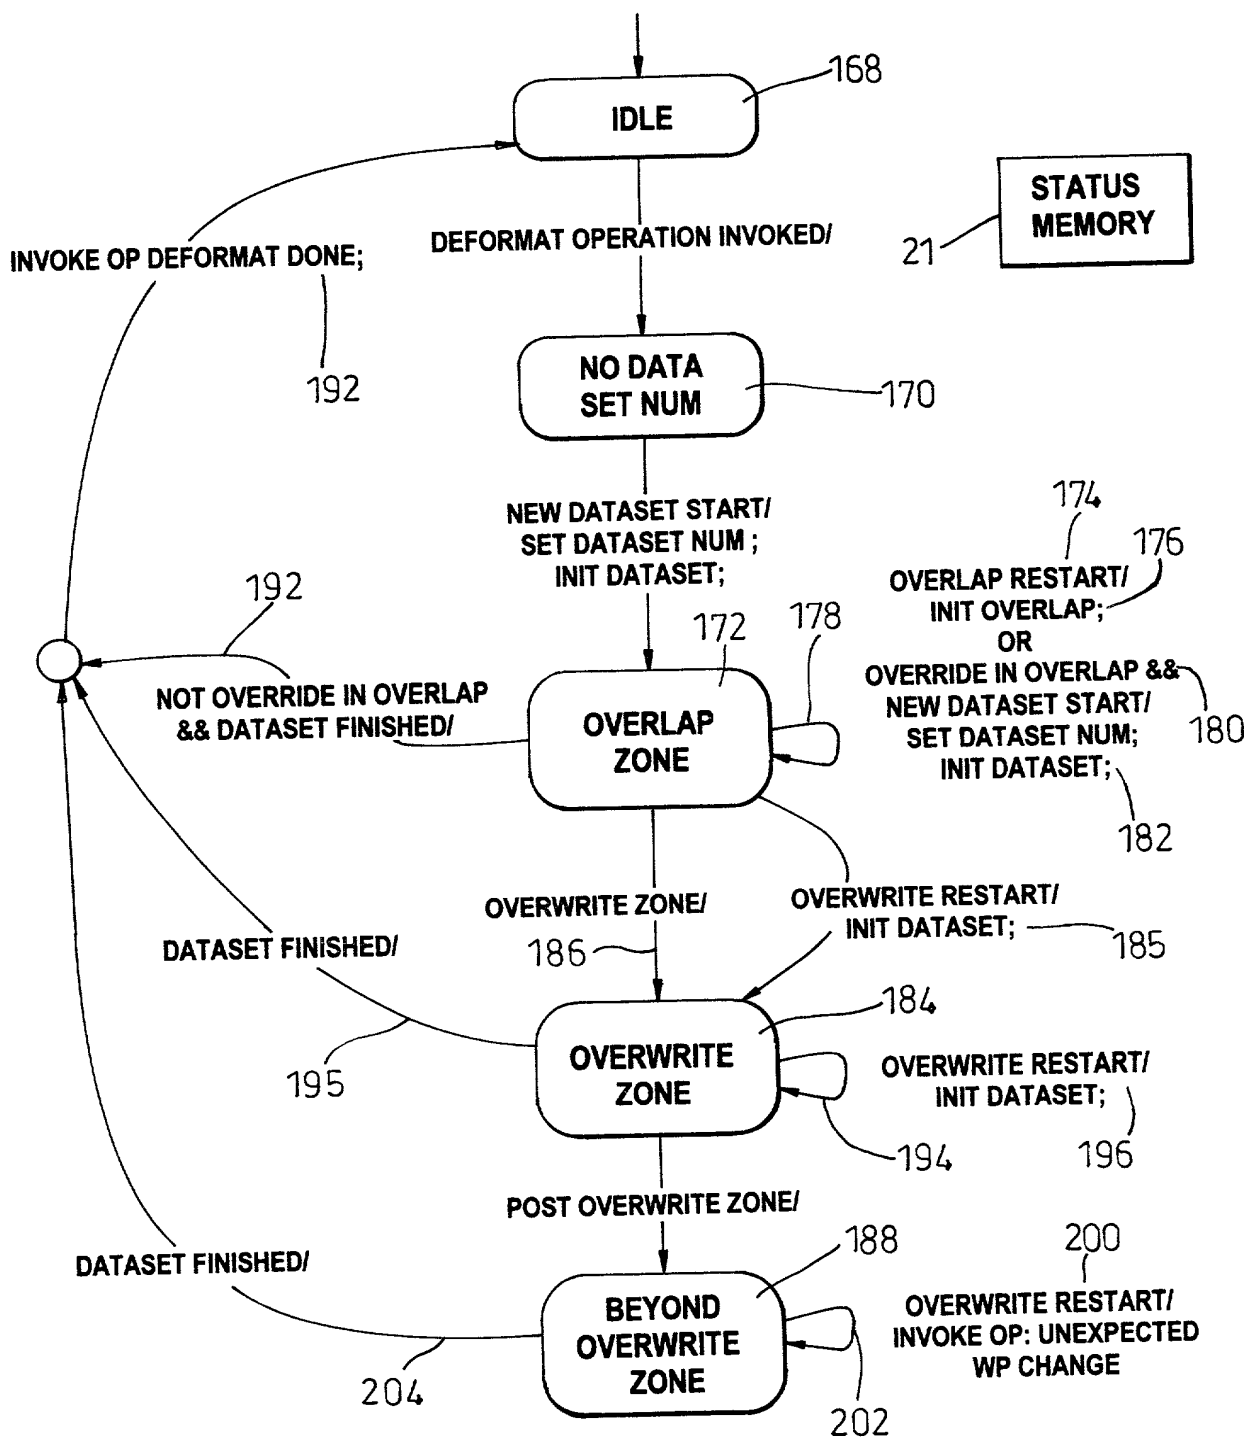 168
IDLE
STATUS
MEMORY
21
DEFORMAT OPERATION INVOKED/
INVOKE OP DEFORMAT DONE;
192
NO DATA
SET NUM
170
NEW DATASET START/
SET DATASET NUM ;
INIT DATASET;
174
176
OVERLAP RESTART/
INIT OVERLAP;
OR
OVERRIDE IN OVERLAP &&
NEW DATASET START/
SET DATASET NUM;
INIT DATASET;
180
182
192
172
178
NOT OVERRIDE IN OVERLAP
&& DATASET FINISHED/
OVERLAP
ZONE
OVERWRITE ZONE/
186
OVERWRITE RESTART/
INIT DATASET;
185
DATASET FINISHED/
195
184
OVERWRITE
ZONE
OVERWRITE RESTART/
INIT DATASET;
194
196
POST OVERWRITE ZONE/
188
200
DATASET FINISHED/
204
BEYOND
OVERWRITE
ZONE
OVERWRITE RESTART/
INVOKE OP: UNEXPECTED
WP CHANGE
202